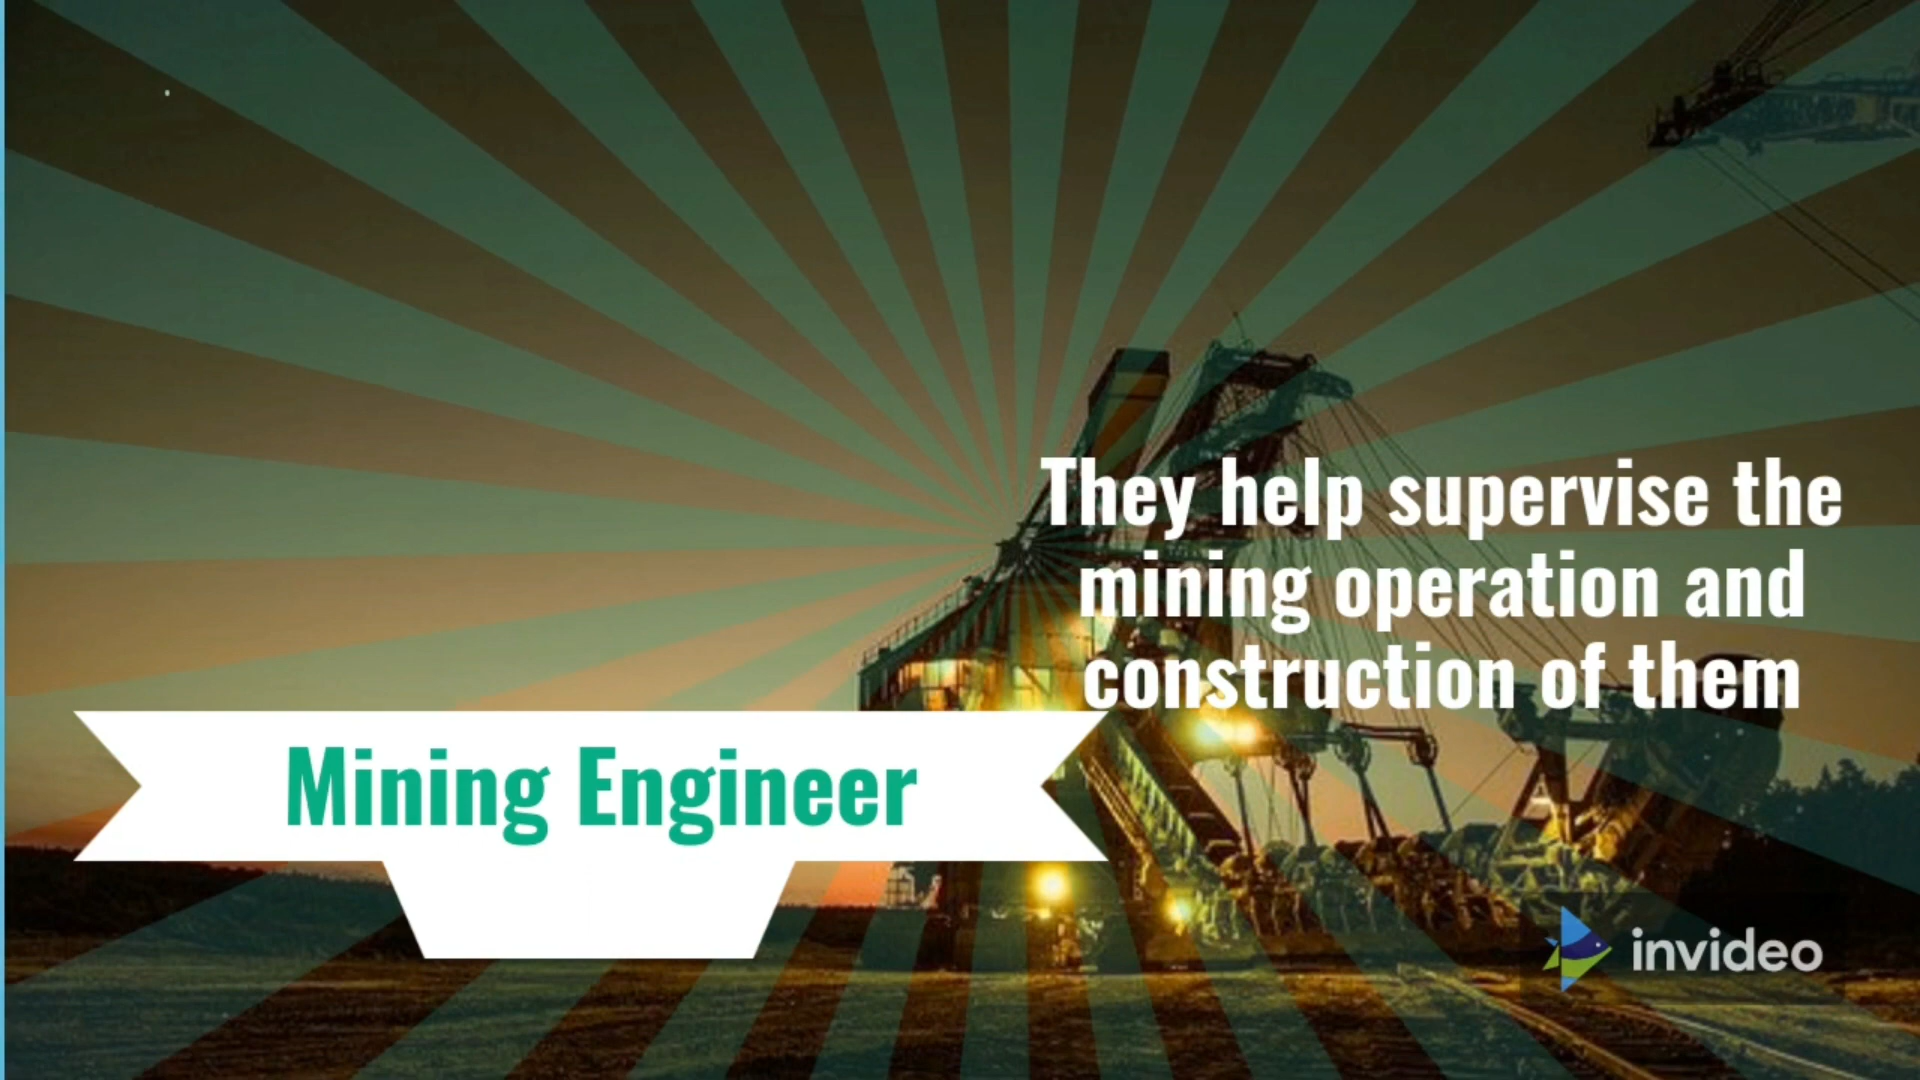 They help supervise the
mining operation and
construction of them
Mining Engineer
invideo